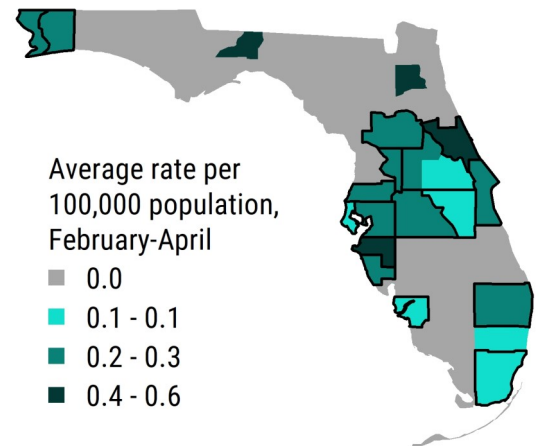 Average rate per
100,000 population,
February-April
0.0
0.1 - 0.1
0.2 - 0.3
0.4 - 0.6